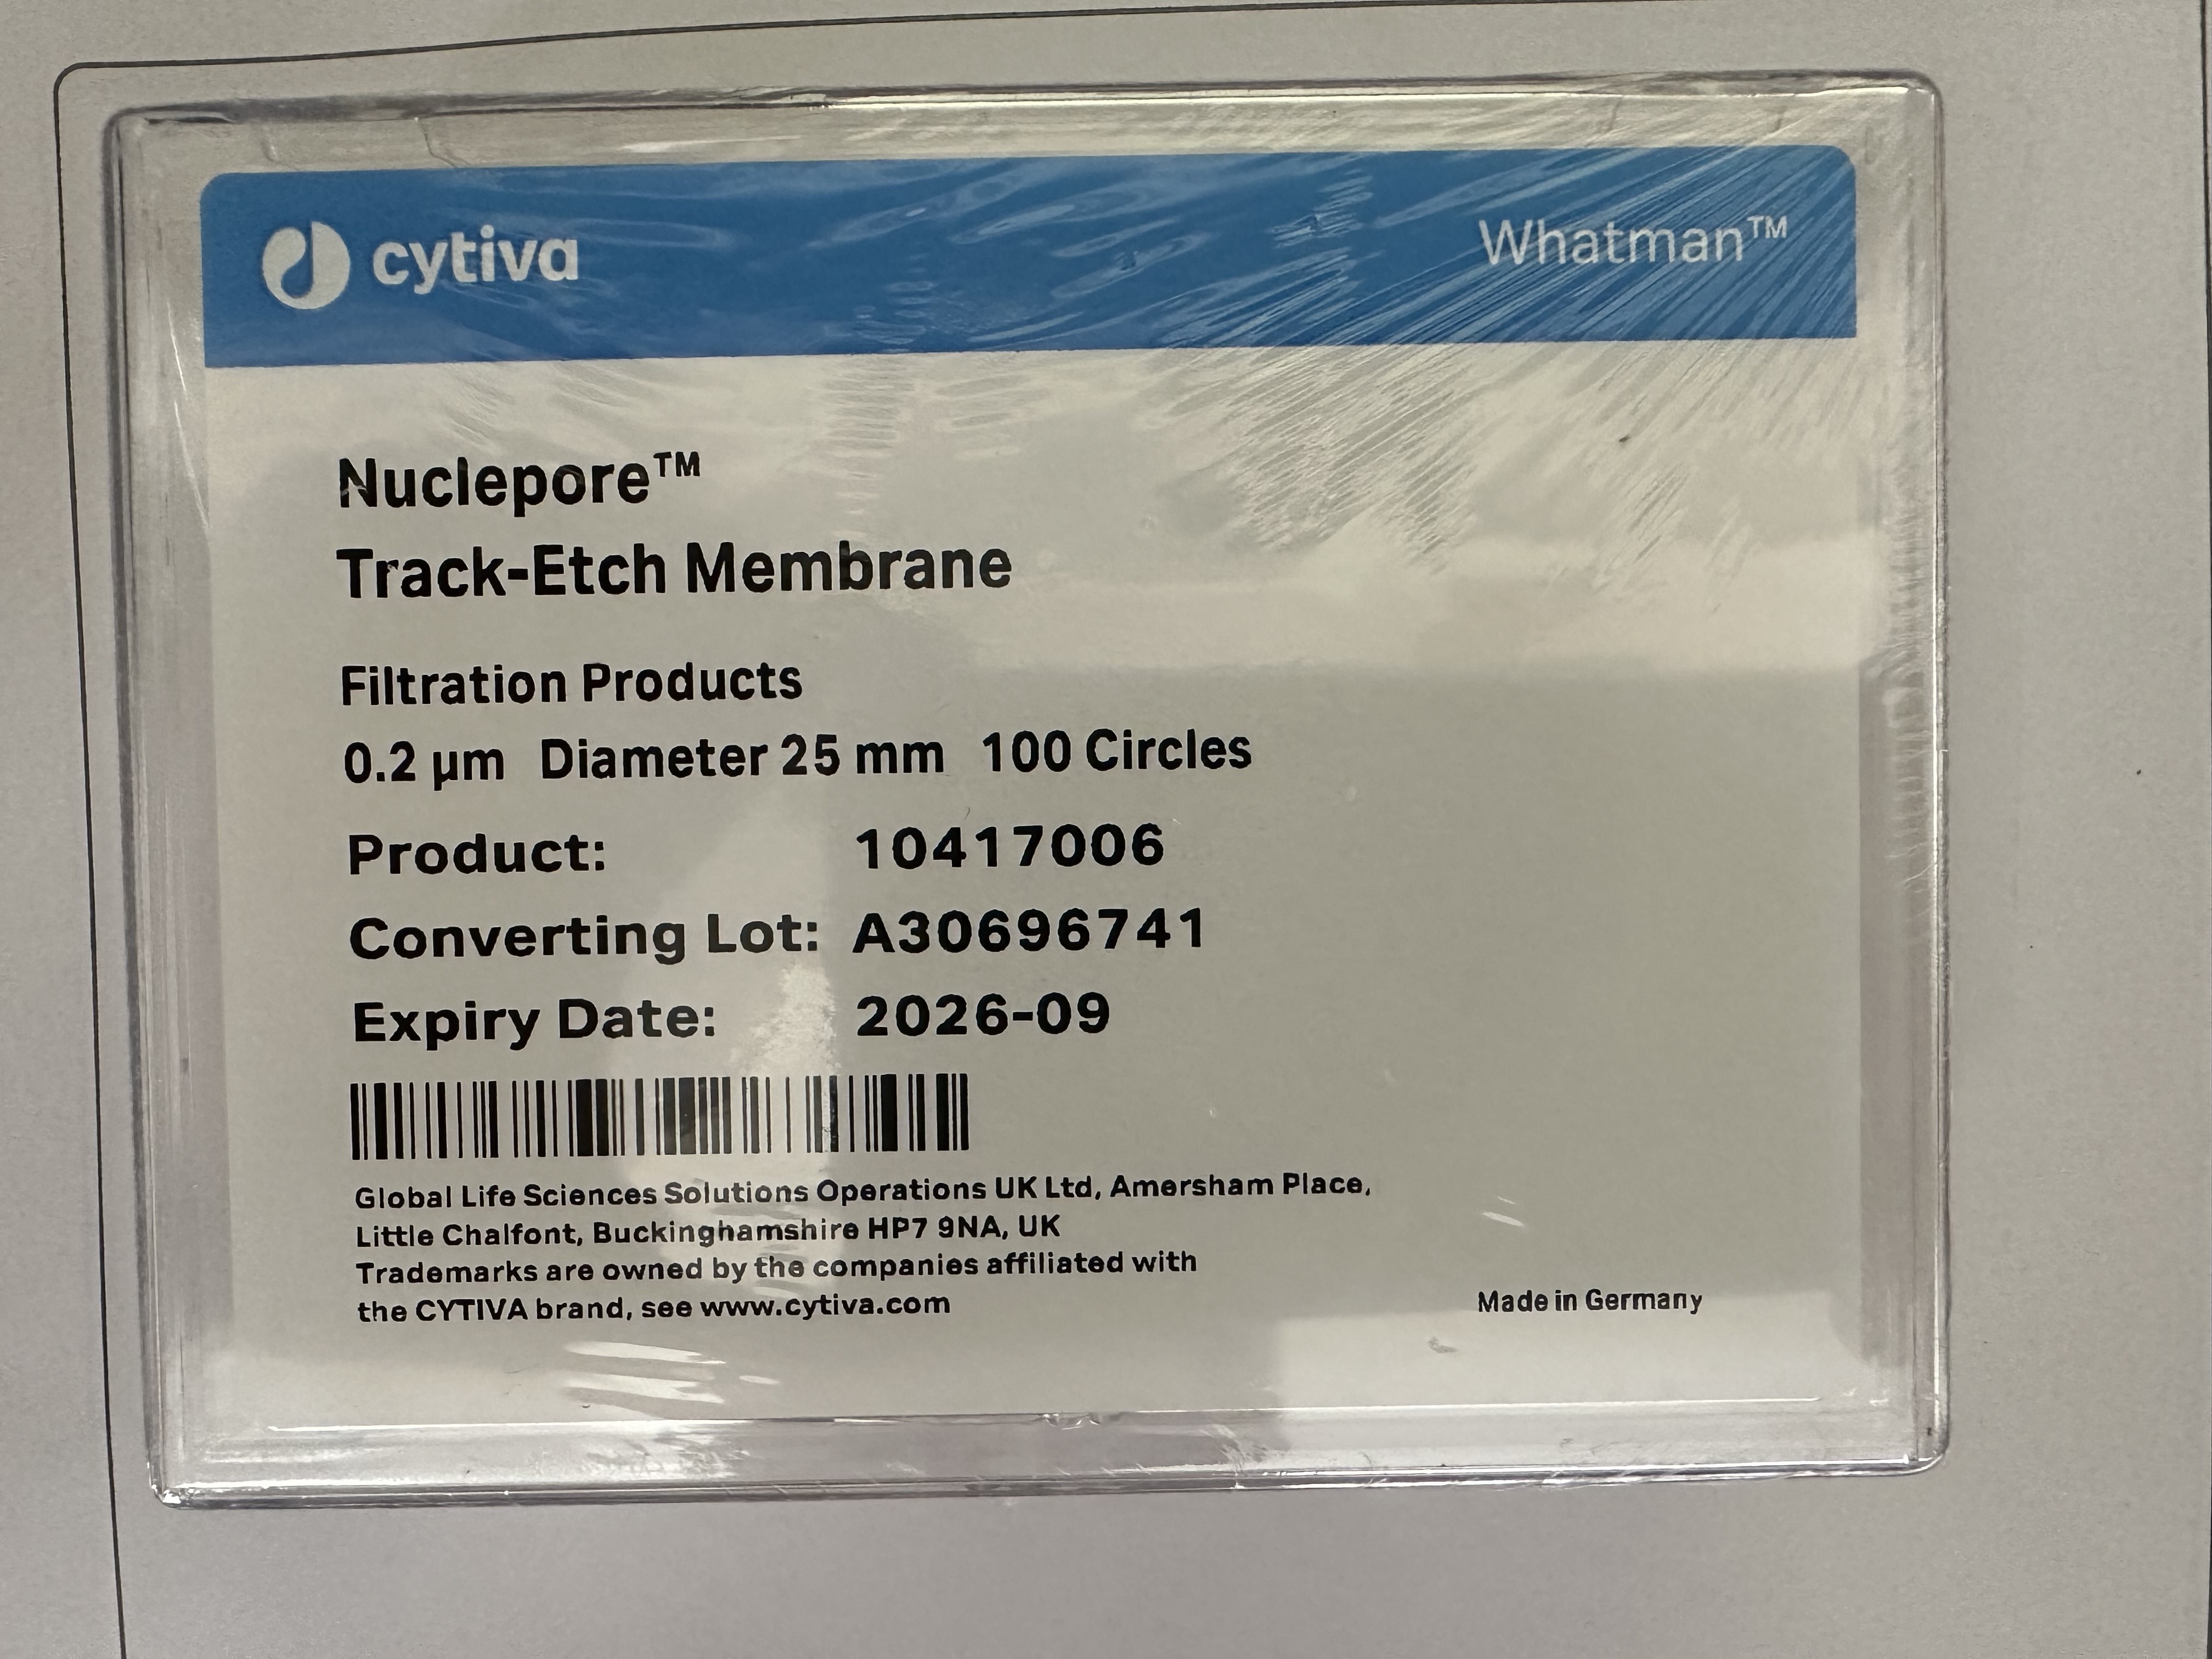 cytiva
Whatman™
Nuclepore™
Track-Etch Membrane
Filtration Products
0.2 µm Diameter 25 mm 100 Circles
Product: 10417006
Converting Lot: A30696741
Expiry Date: 2026-09
Global Life Sciences Solutions Operations UK Ltd, Amersham Place,
Little Chalfont, Buckinghamshire HP7 9NA, UK
Trademarks are owned by the companies affiliated with
the CYTIVA brand, see www.cytiva.com
Made in Germany